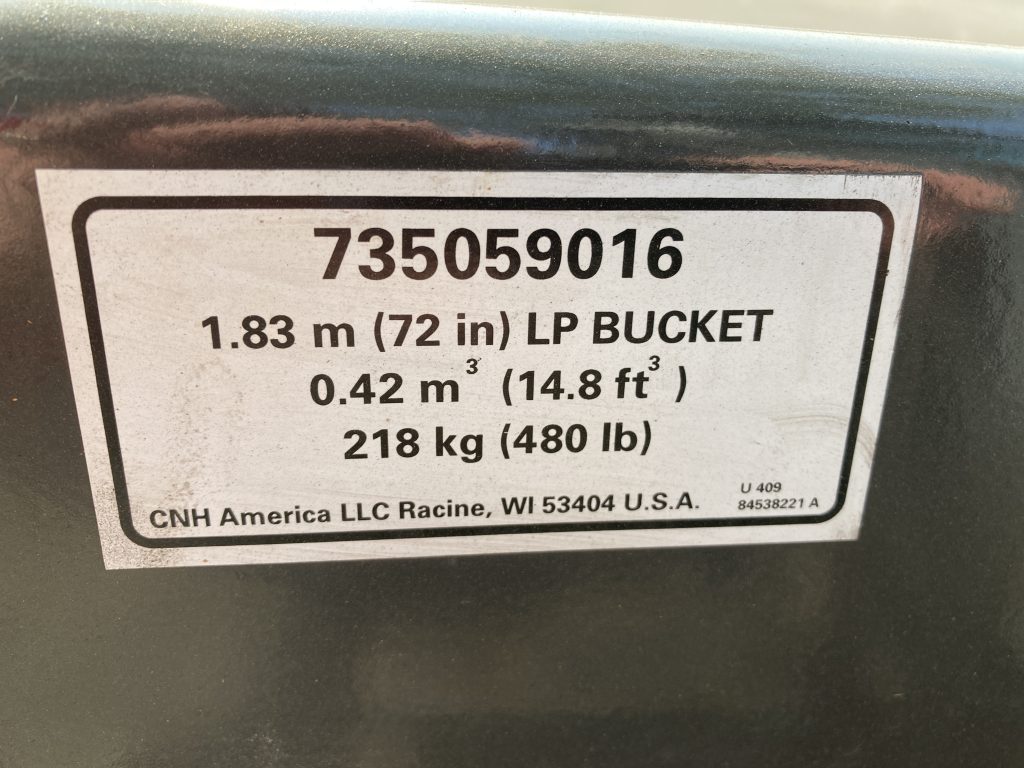 735059016
1.83 m (72 in) LP BUCKET
0.42 m³ (14.8 ft³ )
218 kg (480 lb)
U 409
CNH America LLC Racine, WI 53404 U.S.A. 84538221 A